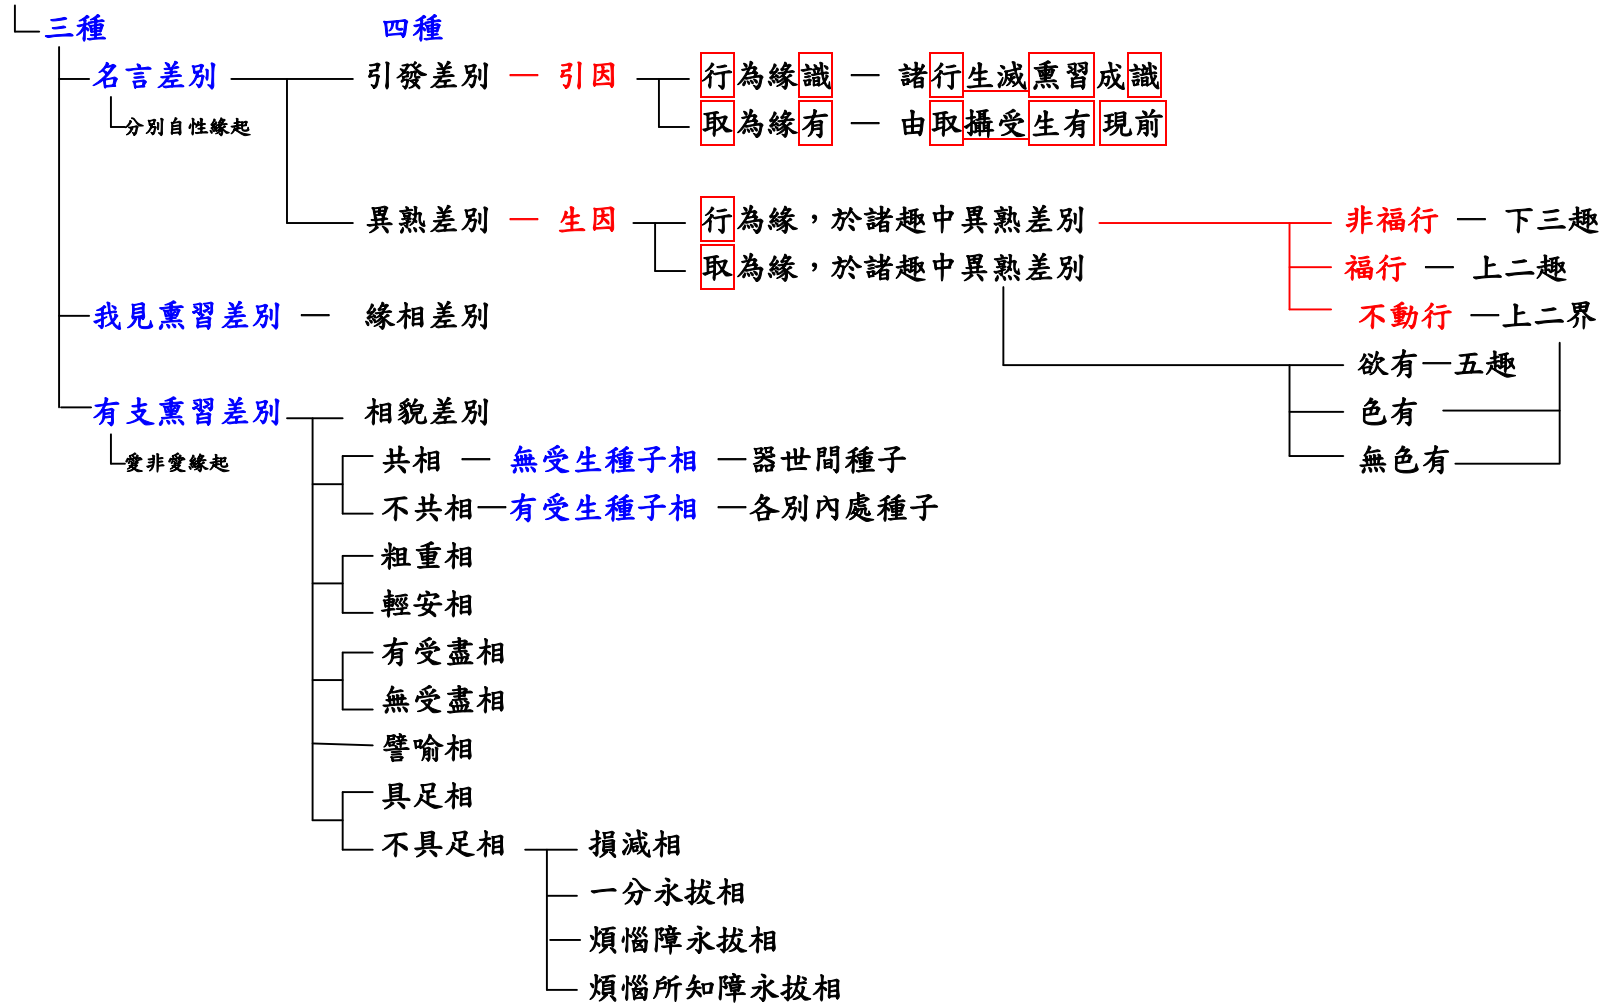 三種 四種
名言差別 引發差別 — 引因 行為緣識 — 諸行生滅熏習成識
分別自性緣起 取為緣有 — 由取攝受生有現前
異熟差別 — 生因 行為緣，於諸趣中異熟差別 非福行 — 下三趣
取為緣，於諸趣中異熟差別 福行 — 上二趣
我見熏習差別 — 緣相差別 不動行 —上二界
欲有—五趣
有支熏習差別 相貌差別 色有
愛非愛緣起 共相 — 無受生種子相 —器世間種子 無色有
不共相—有受生種子相 —各別內處種子
粗重相
輕安相
有受盡相
無受盡相
譬喻相
具足相
不具足相 損減相
一分永拔相
煩惱障永拔相
煩惱所知障永拔相